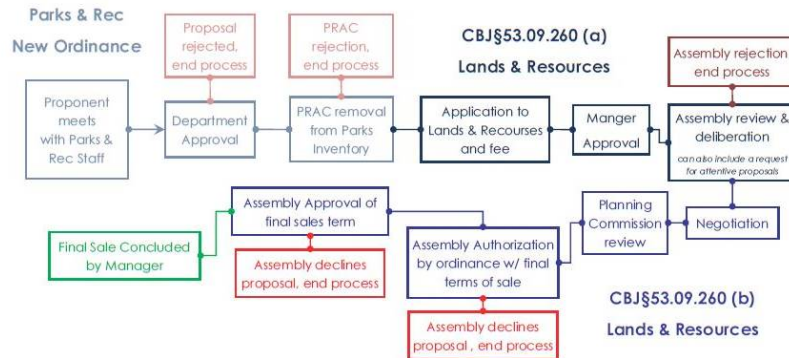 Parks & Rec
New Ordinance
Proposal
rejected,
end process
PRAC
rejection,
end process
CBJ§53.09.260 (a)
Lands & Resources
Assembly rejection
end process
Proponent
meets
with Parks &
Rec Staff
Department
Approval
PRAC removal
from Parks
Inventory
Application to
Lands & Recourses
and fee
Manger
Approval
Assembly review &
deliberation
can also include a request
for attentive proposals
Assembly Approval of
final sales term
Planning
Commission
review
Negotiation
Final Sale Concluded
by Manager
Assembly declines
proposal, end process
Assembly Authorization
by ordinance w/ final
terms of sale
CBJ§53.09.260 (b)
Lands & Resources
Assembly declines
proposal , end process